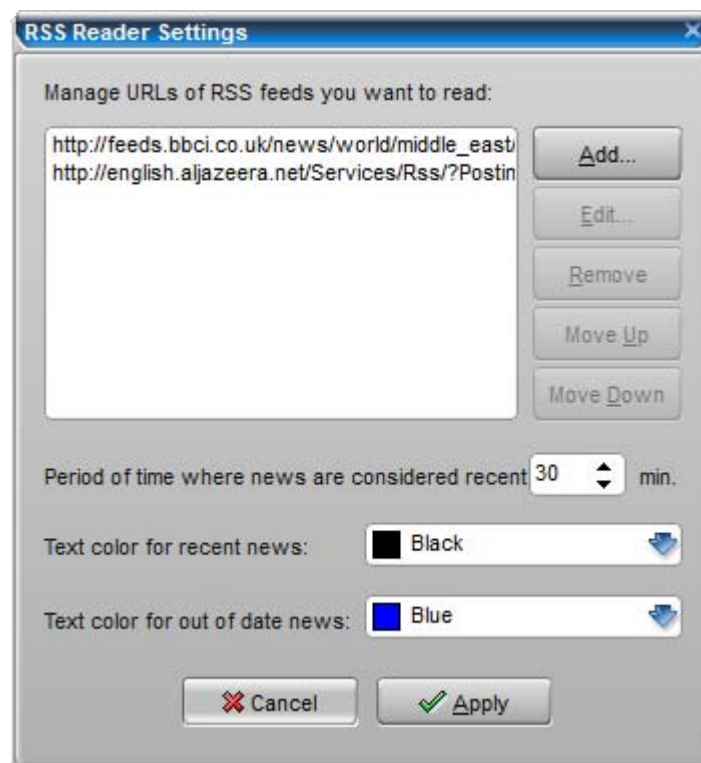 RSS Reader Settings
Manage URLs of RSS feeds you want to read:
http://feeds.bbci.co.uk/news/world/middle_east/
http://english.aljazeera.net/Services/Rss/?Postin
Add...
Edit...
Remove
Move Up
Move Down
Period of time where news are considered recent 30 min.
Text color for recent news: Black
Text color for out of date news: Blue
Cancel Apply